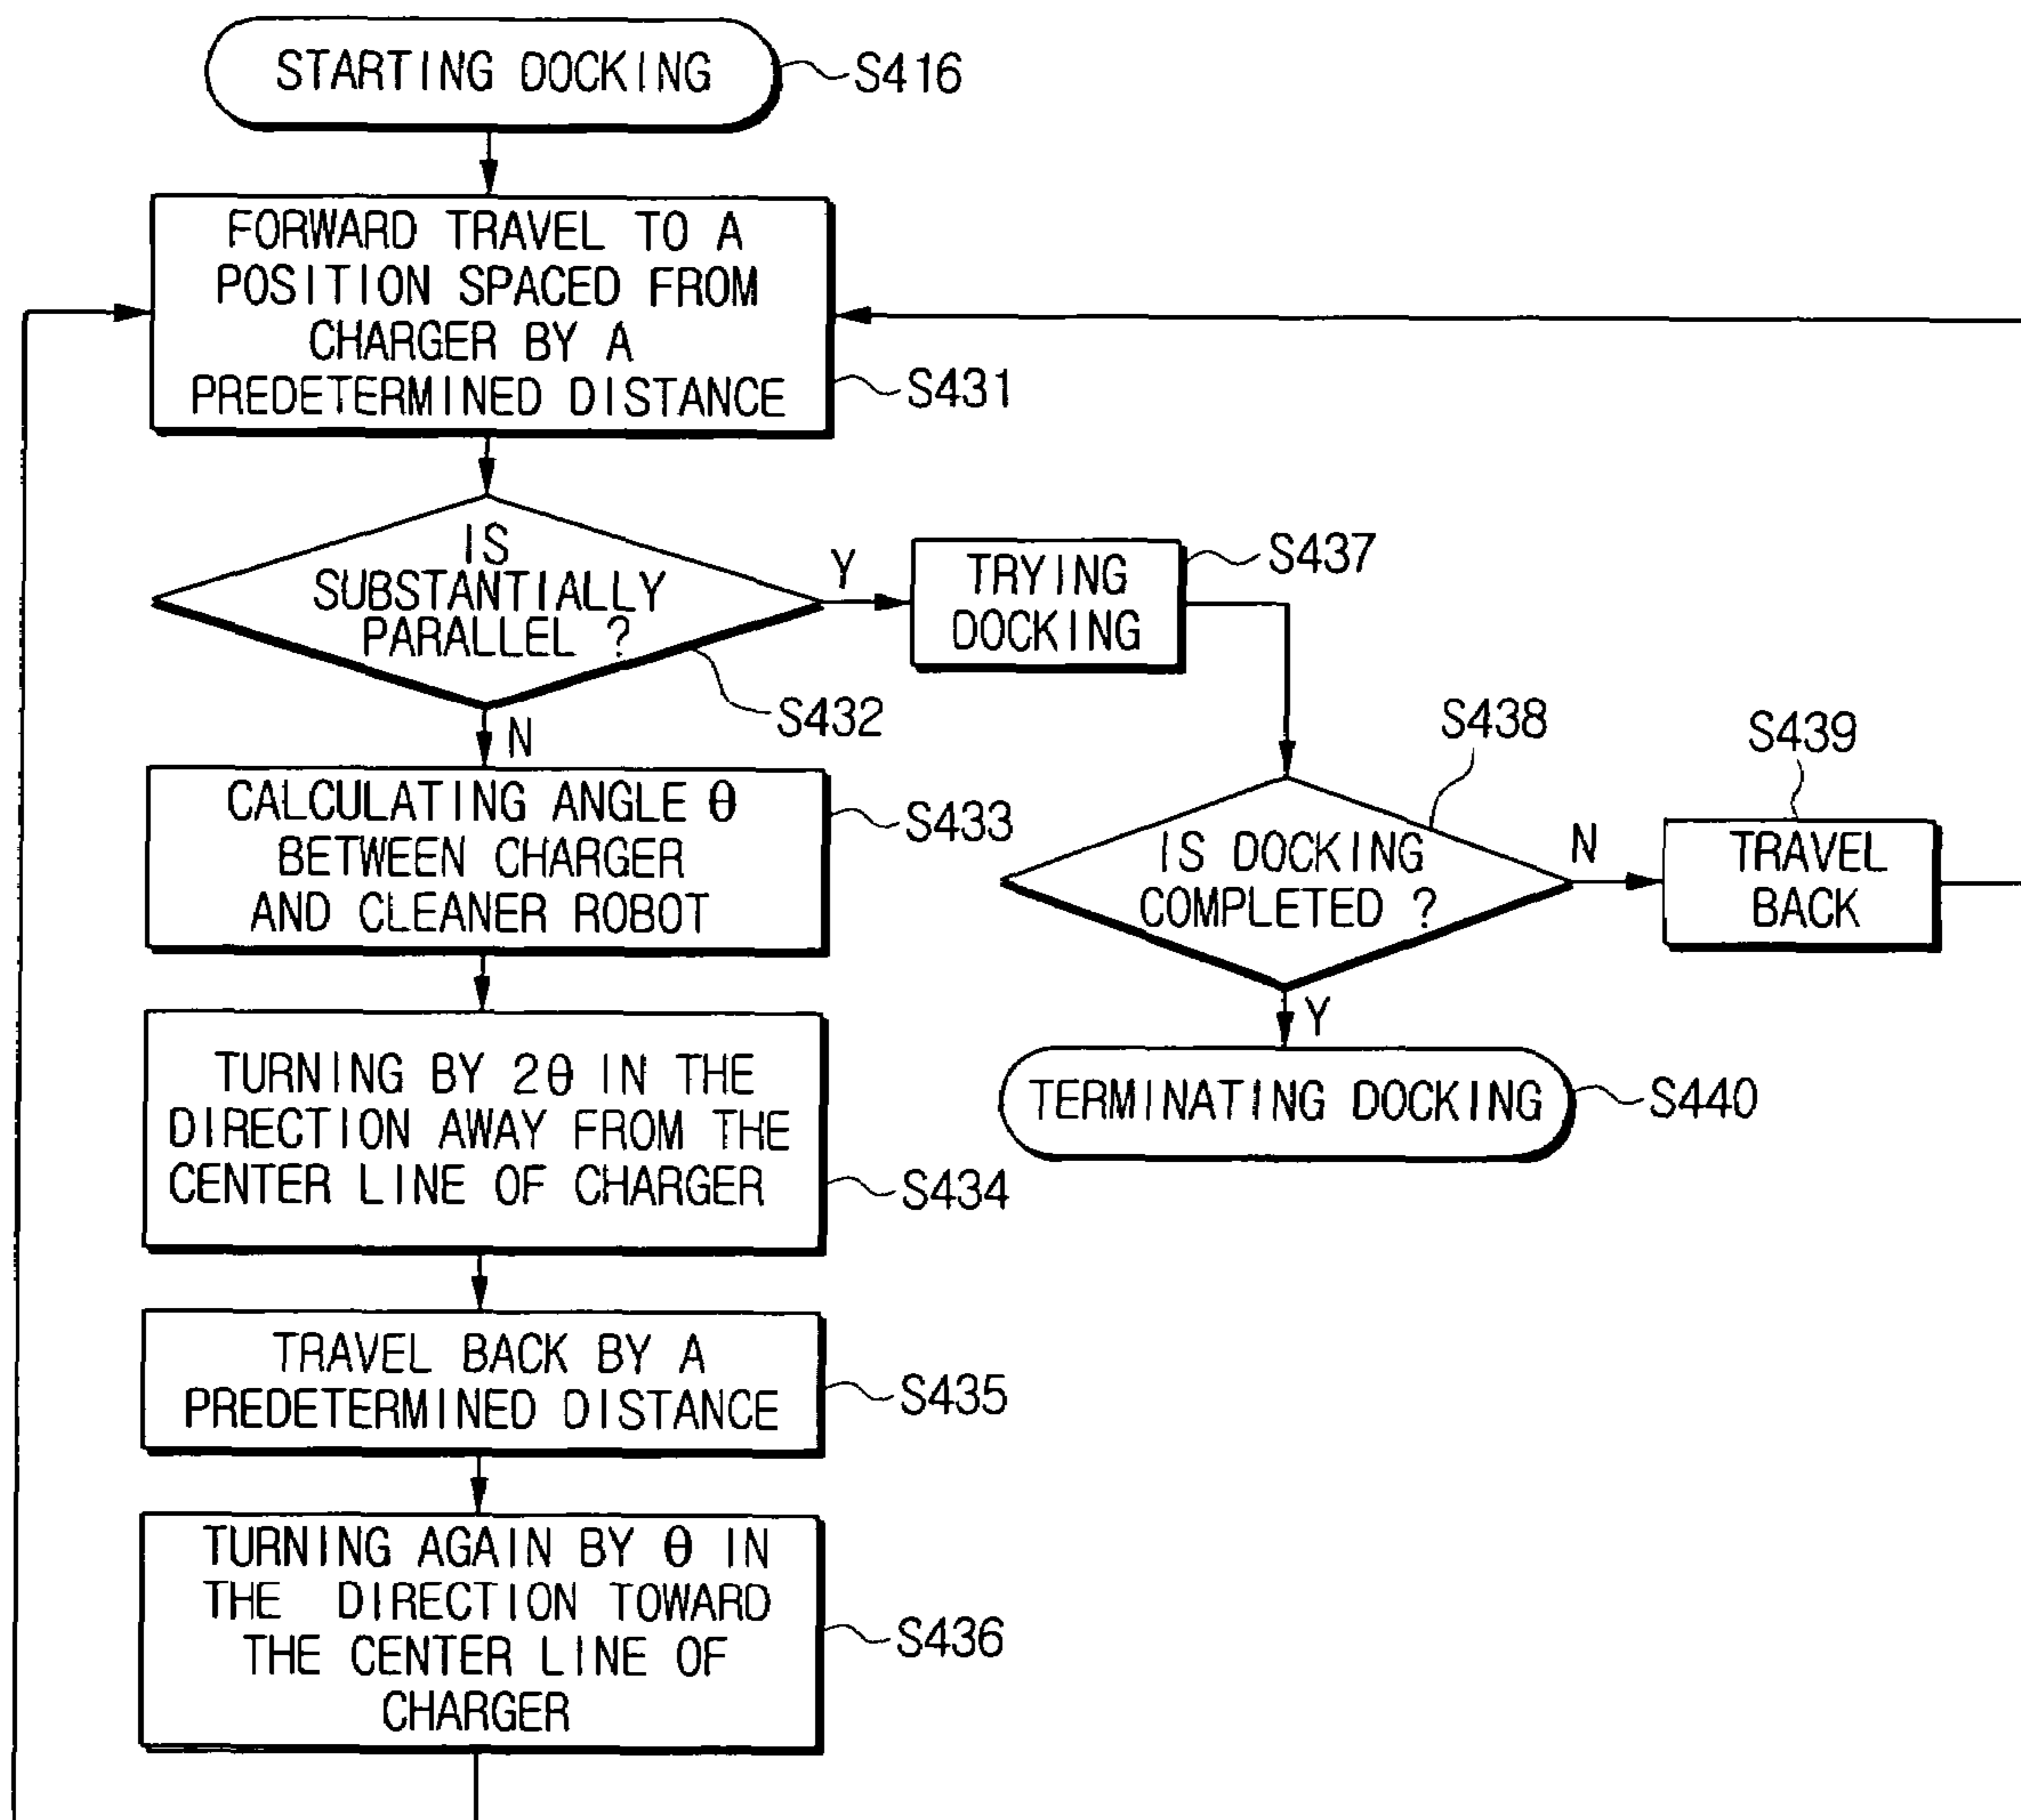 STARTING DOCKING
S416
FORWARD TRAVEL TO A
POSITION SPACED FROM
CHARGER BY A
PREDETERMINED DISTANCE
S431
IS
SUBSTANTIALLY
PARALLEL ?
S432
Y
N
TRYING
DOCKING
S437
CALCULATING ANGLE θ
BETWEEN CHARGER
AND CLEANER ROBOT
S433
S438
IS DOCKING
COMPLETED ?
N
Y
S439
TRAVEL
BACK
TURNING BY 2θ IN THE
DIRECTION AWAY FROM THE
CENTER LINE OF CHARGER
S434
TERMINATING DOCKING
S440
TRAVEL BACK BY A
PREDETERMINED DISTANCE
S435
TURNING AGAIN BY θ IN
THE DIRECTION TOWARD
THE CENTER LINE OF
CHARGER
S436